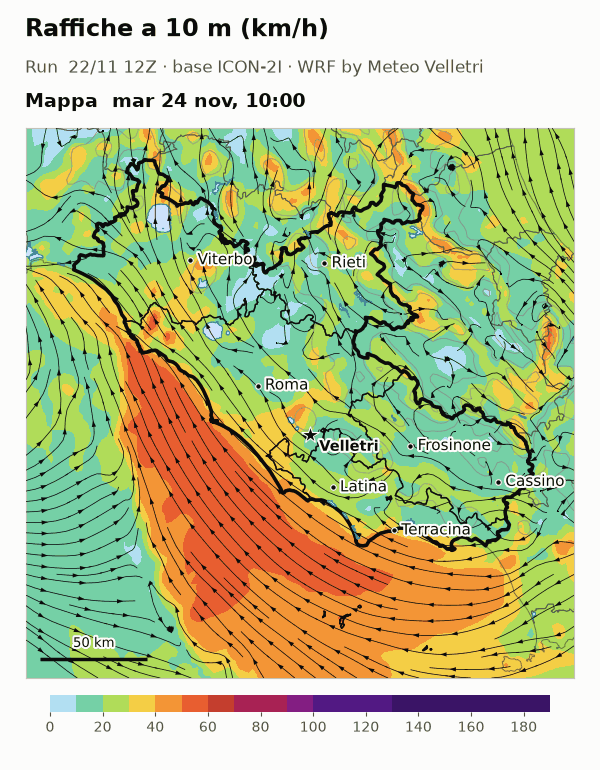 Raffiche a 10 m (km/h)
Run  22/11 12Z · base ICON-2I · WRF by Meteo Velletri
Mappa  mar 24 nov, 10:00
Viterbo
Rieti
Roma
Velletri
Frosinone
Latina
Cassino
Terracina
50 km
0 20 40 60 80 100 120 140 160 180